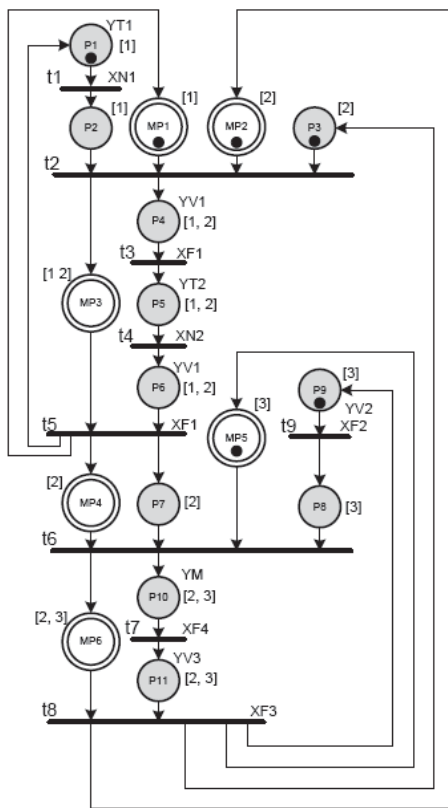 YT1
P1 [1]
t1 XN1
P2 [1]
MP1 [1]
MP2 [2]
P3 [2]
t2
P4 YV1
[1, 2]
t3 XF1
MP3 [1 2]
P5 YT2
[1, 2]
t4 XN2
P6 YV1
[1, 2]
t5 XF1
MP5 [3]
P9 [3]
YV2
t9 XF2
MP4 [2]
P7 [2]
P8 [3]
t6
P10 YM
[2, 3]
t7 XF4
MP6 [2, 3]
P11 YV3
[2, 3]
t8 XF3